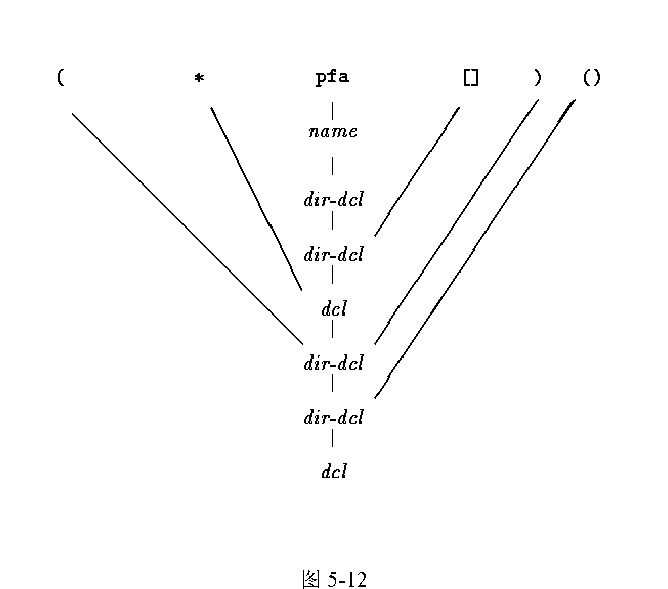 ( * pfa [] ) ()
name
dir-dcl
dir-dcl
dcl
dir-dcl
dir-dcl
dcl
图 5-12